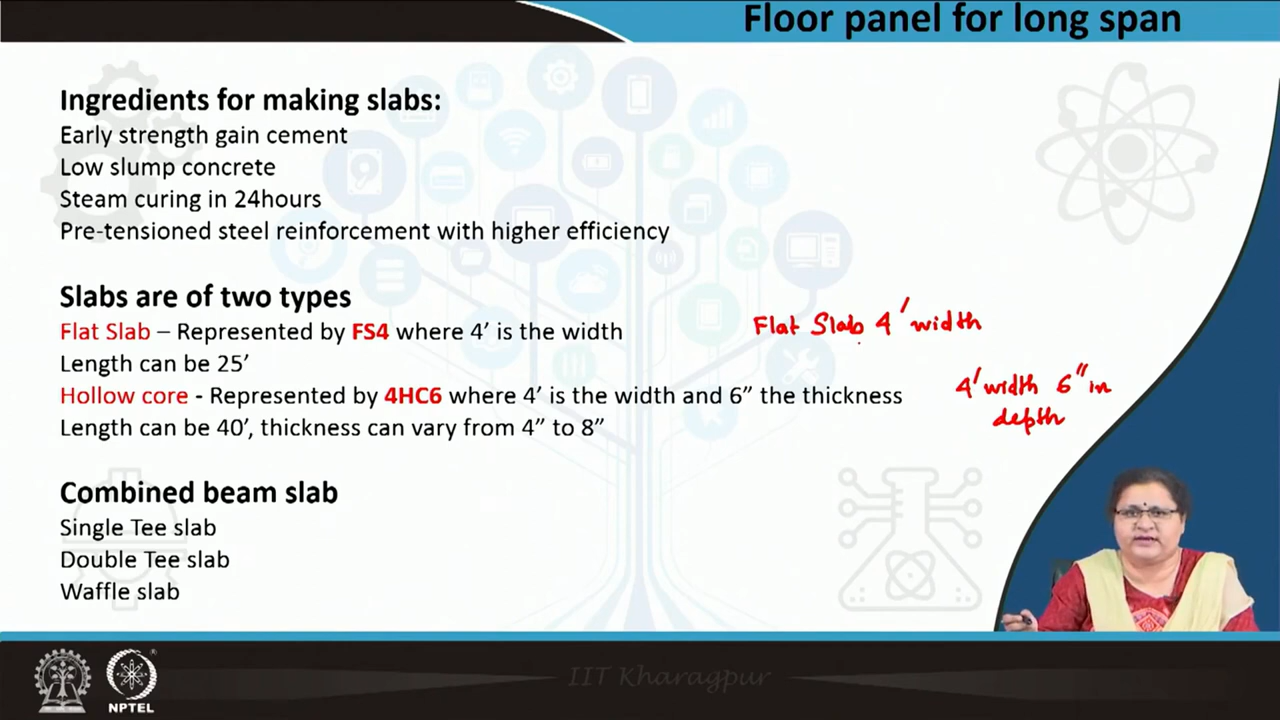 Floor panel for long span
Ingredients for making slabs:
Early strength gain cement
Low slump concrete
Steam curing in 24hours
Pre-tensioned steel reinforcement with higher efficiency
Slabs are of two types
Flat Slab – Represented by FS4 where 4’ is the width
Flat Slab 4' width
Length can be 25’
Hollow core - Represented by 4HC6 where 4’ is the width and 6” the thickness
4' width 6" in
depth
Length can be 40’, thickness can vary from 4” to 8”
Combined beam slab
Single Tee slab
Double Tee slab
Waffle slab
IIT Kharagpur
NPTEL